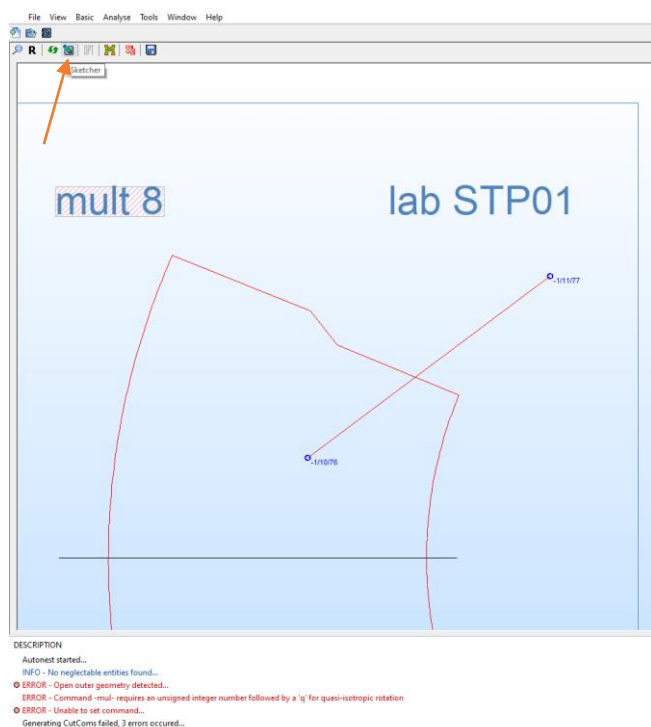 File View Basic Analyse Tools Window Help
R
Sketcher
mult 8 lab STP01
-1/11/77
-1/10/76
DESCRIPTION
Autonest started...
INFO - No neglectable entities found...
ERROR - Open outer geometry detected...
ERROR - Command -mul- requires an unsigned integer number followed by a 'q' for quasi-isotropic rotation
ERROR - Unable to set command...
Generating CutComs failed, 3 errors occured...